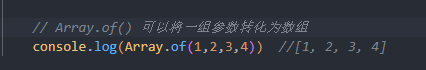 // Array.of() 可以将一组参数转化为数组
console.log(Array.of(1,2,3,4))  //[1, 2, 3, 4]